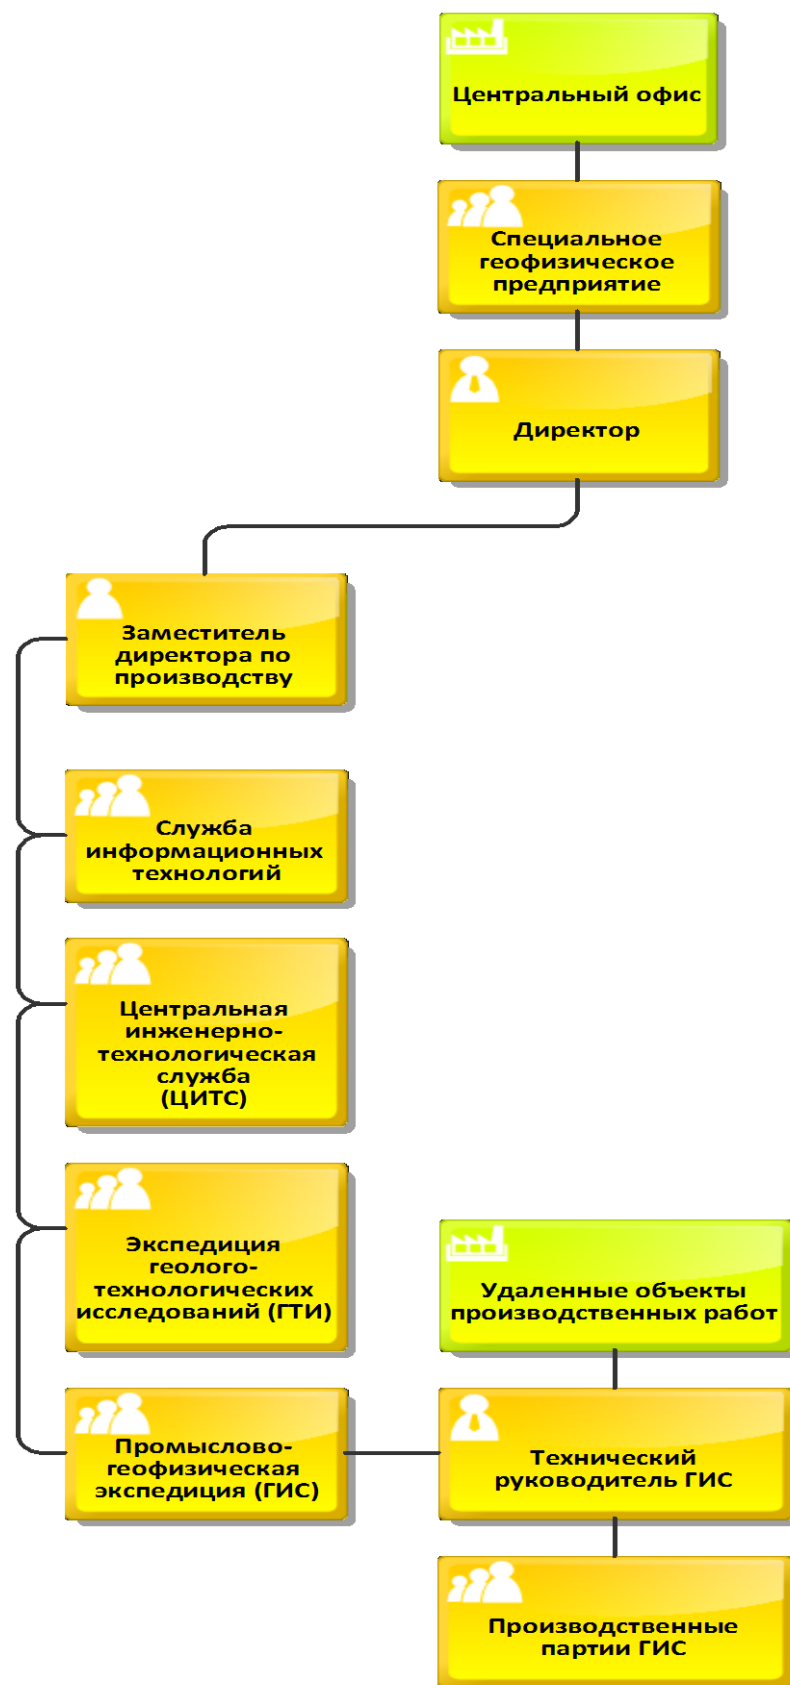 Центральный офис
Специальное
геофизическое
предприятие
Директор
Заместитель
директора по
производству
Служба
информационных
технологий
Центральная
инженерно-
технологическая
служба
(ЦИТС)
Экспедиция
геолого-
технологических
исследований (ГТИ)
Удаленные объекты
производственных работ
Промыслово-
геофизическая
экспедиция (ГИС)
Технический
руководитель ГИС
Производственные
партии ГИС